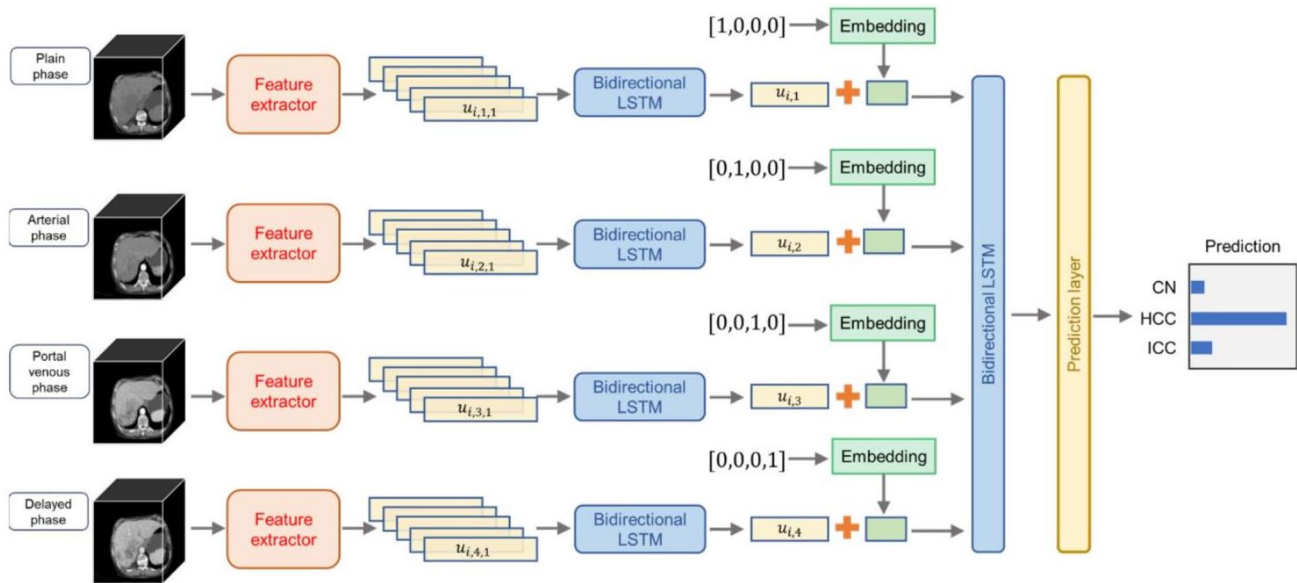 [1,0,0,0]
Embedding
Plain
phase
Feature
extractor
u_{i,1,1}
Bidirectional
LSTM
u_{i,1}
[0,1,0,0]
Embedding
Arterial
phase
Feature
extractor
u_{i,2,1}
Bidirectional
LSTM
u_{i,2}
[0,0,1,0]
Embedding
Portal
venous
phase
Feature
extractor
u_{i,3,1}
Bidirectional
LSTM
u_{i,3}
[0,0,0,1]
Embedding
Delayed
phase
Feature
extractor
u_{i,4,1}
Bidirectional
LSTM
u_{i,4}
Bidirectional LSTM
Prediction layer
Prediction
CN
HCC
ICC